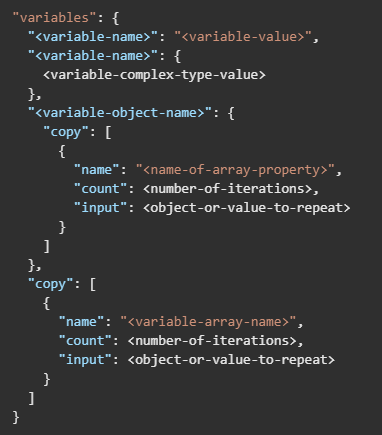 "variables": {
  "<variable-name>": "<variable-value>",
  "<variable-name>": {
    <variable-complex-type-value>
  },
  "<variable-object-name>": {
    "copy": [
      {
        "name": "<name-of-array-property>",
        "count": <number-of-iterations>,
        "input": <object-or-value-to-repeat>
      }
    ]
  },
  "copy": [
    {
      "name": "<variable-array-name>",
      "count": <number-of-iterations>,
      "input": <object-or-value-to-repeat>
    }
  ]
}